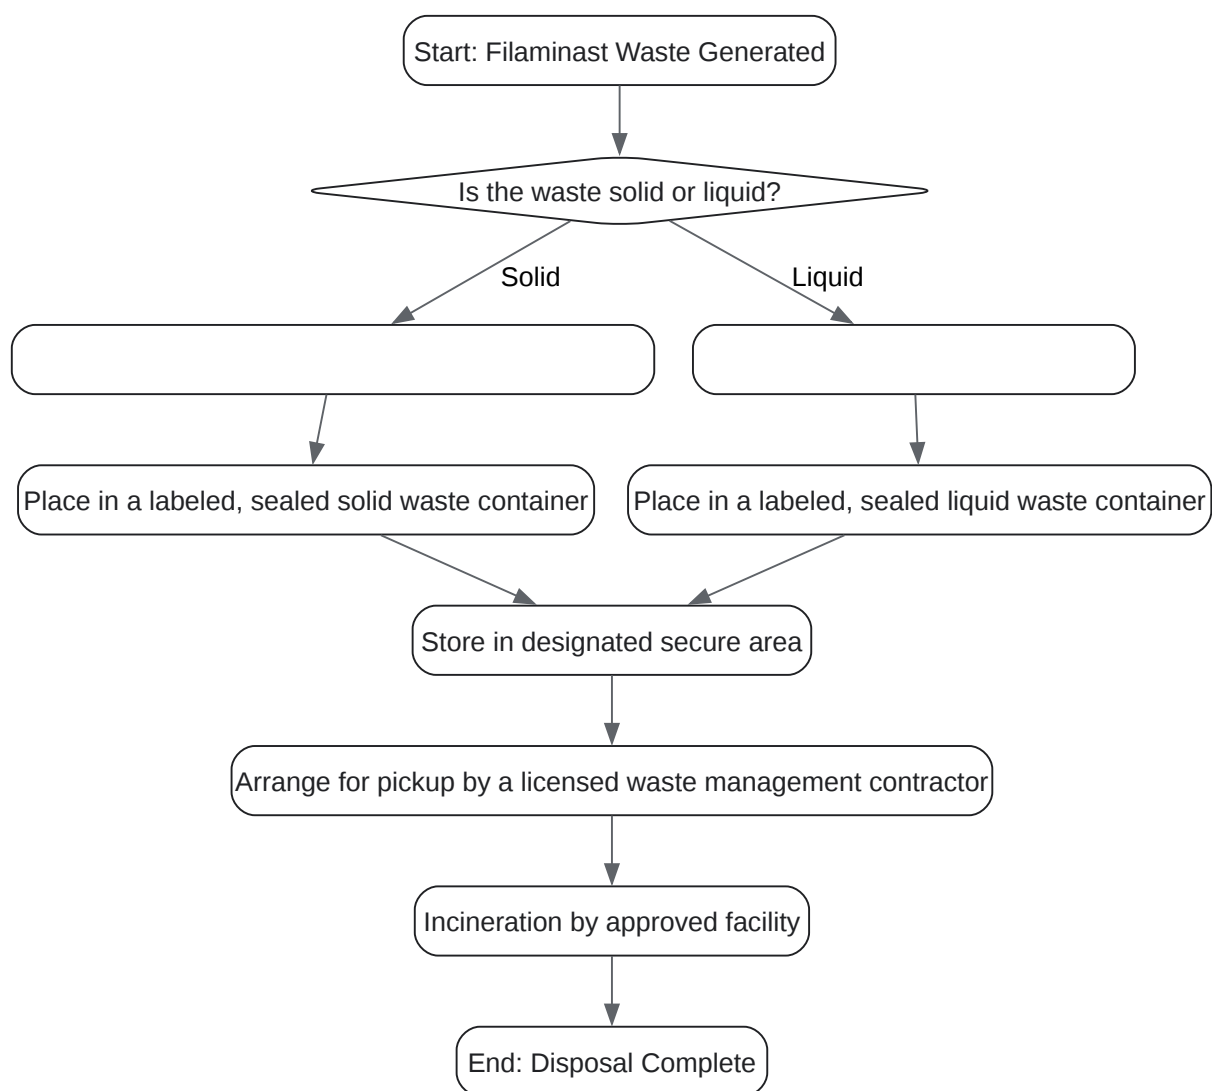 Start: Filaminast Waste Generated
Is the waste solid or liquid?
Solid
Liquid
Place in a labeled, sealed solid waste container
Place in a labeled, sealed liquid waste container
Store in designated secure area
Arrange for pickup by a licensed waste management contractor
Incineration by approved facility
End: Disposal Complete